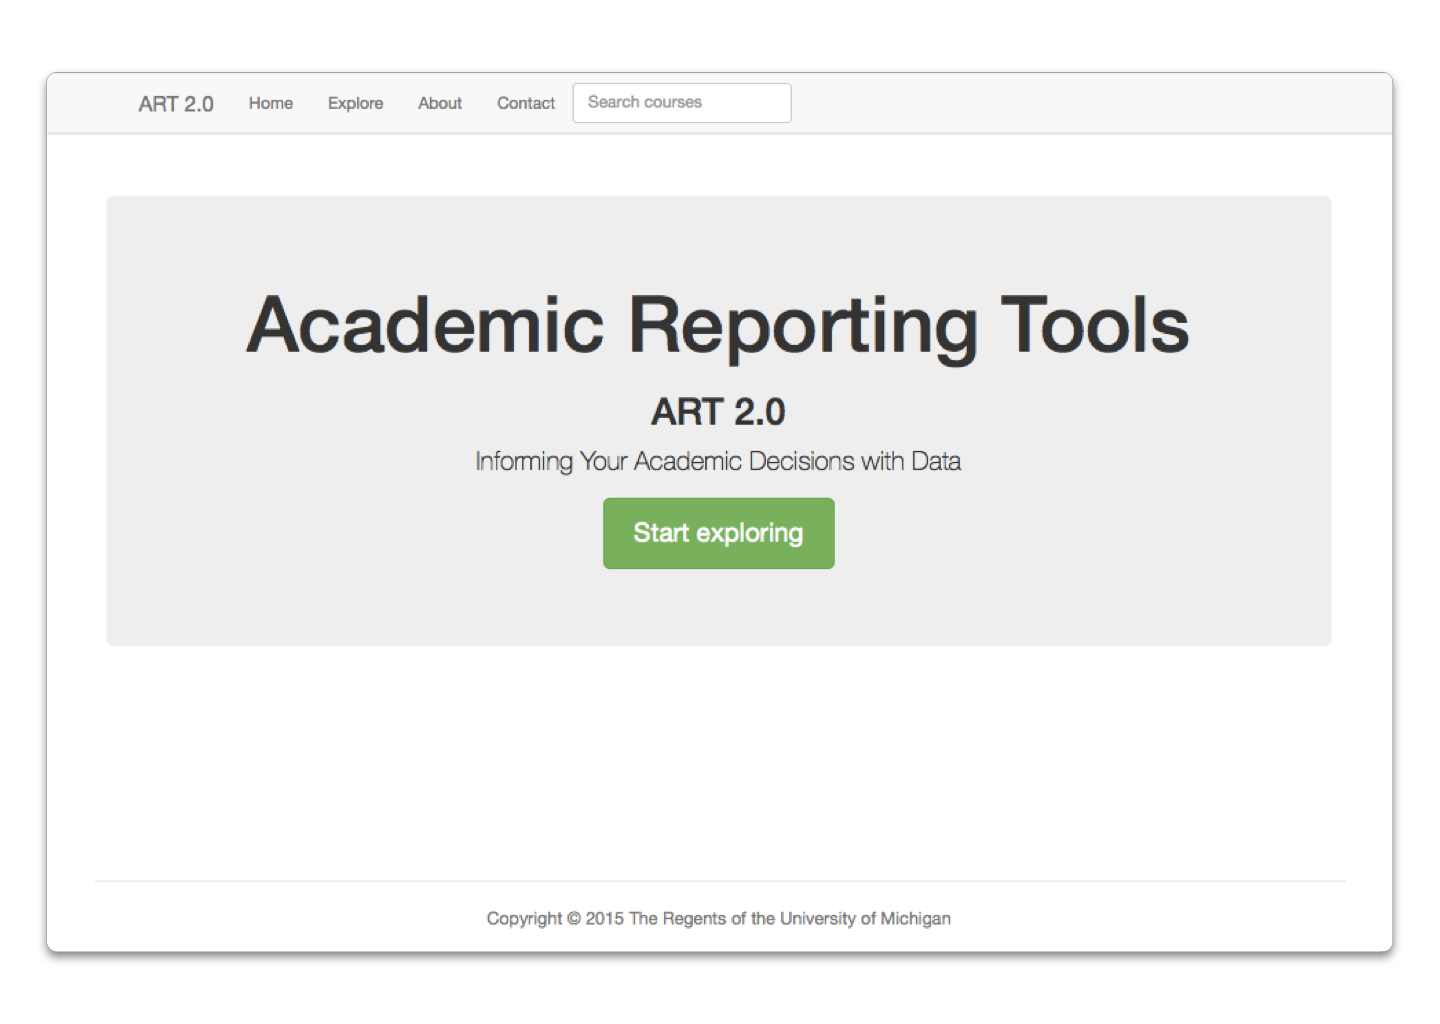 ART 2.0 Home Explore About Contact Search courses
Academic Reporting Tools
ART 2.0
Informing Your Academic Decisions with Data
Start exploring
Copyright © 2015 The Regents of the University of Michigan